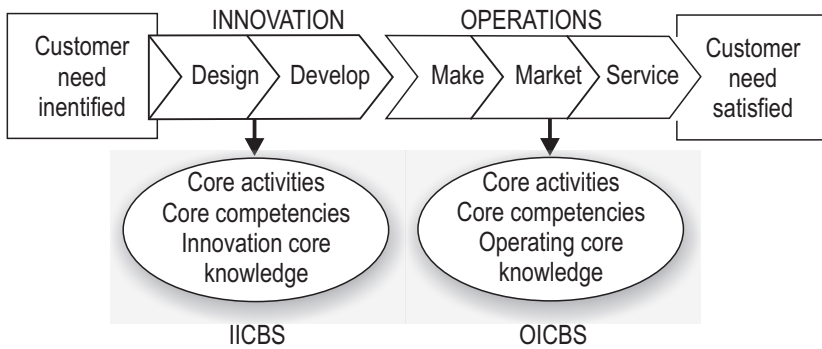 INNOVATION
OPERATIONS
Customer
need
inentified
Design
Develop
Make
Market
Service
Customer
need
satisfied
Core activities
Core competencies
Innovation core
knowledge
Core activities
Core competencies
Operating core
knowledge
IICBS
OICBS